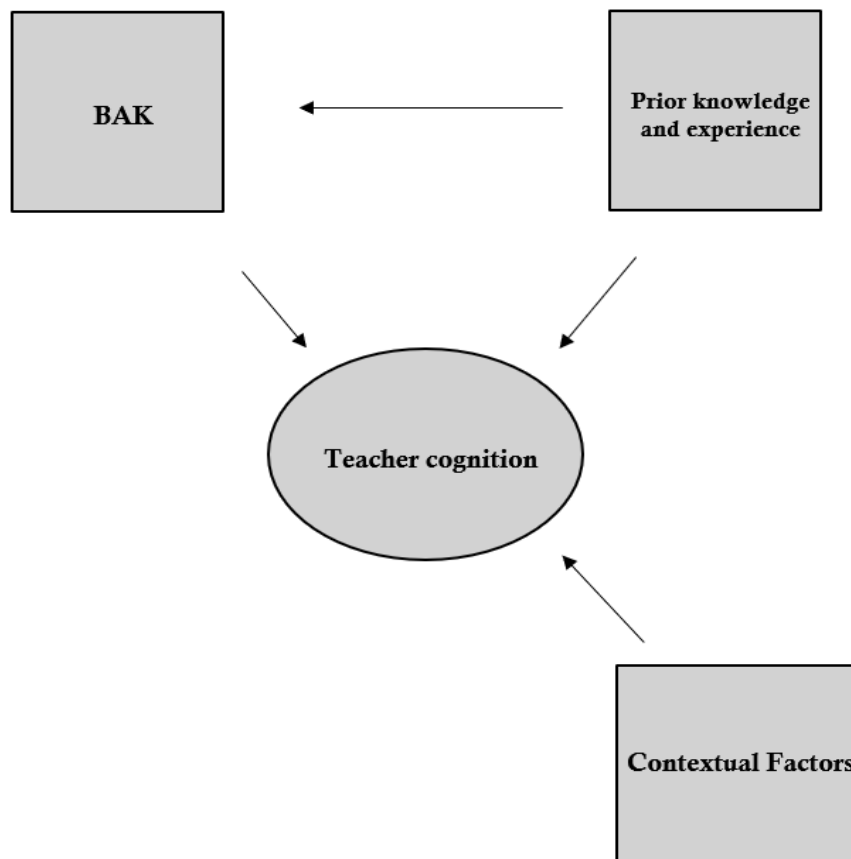 BAK
Prior knowledge
and experience
Teacher cognition
Contextual Factors